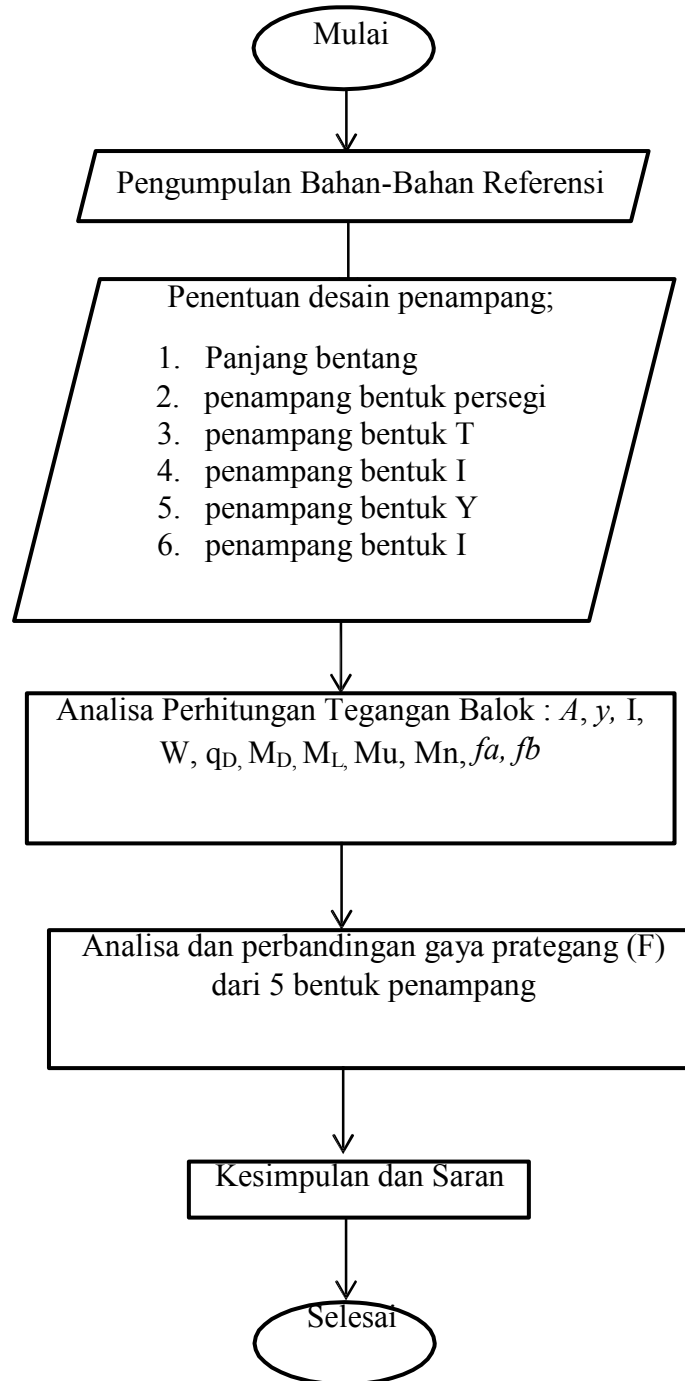 Mulai
Pengumpulan Bahan-Bahan Referensi
Penentuan desain penampang;
1. Panjang bentang
2. penampang bentuk persegi
3. penampang bentuk T
4. penampang bentuk I
5. penampang bentuk Y
6. penampang bentuk I
Analisa Perhitungan Tegangan Balok : A, y, I,
W, qD, MD, ML, Mu, Mn, fa, fb
Analisa dan perbandingan gaya prategang (F)
dari 5 bentuk penampang
Kesimpulan dan Saran
Selesai